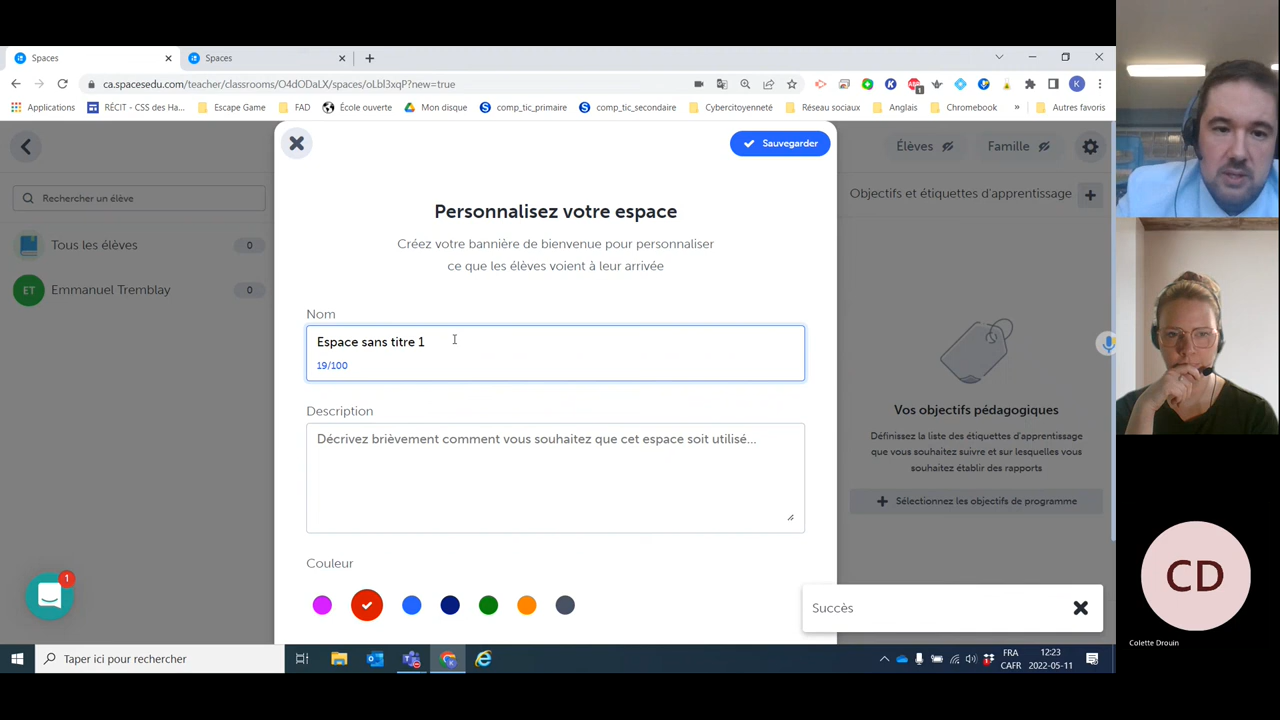 Spaces
Spaces
ca.spacesedu.com/teacher/classrooms/O4dODaLX/spaces/oLbl3xqP?new=true
Applications
RÉCIT - CSS des Ha...
Escape Game
FAD
École ouverte
Mon disque
comp_tic_primaire
comp_tic_secondaire
Cybercitoyenneté
Réseau sociaux
Anglais
Chromebook
»
Autres favoris
Sauvegarder
Élèves
Famille
Rechercher un élève
Objectifs et étiquettes d'apprentissage
Personnalisez votre espace
Tous les élèves
0
Créez votre bannière de bienvenue pour personnaliser
ce que les élèves voient à leur arrivée
ET
Emmanuel Tremblay
0
Nom
Espace sans titre 1
19/100
Description
Décrivez brièvement comment vous souhaitez que cet espace soit utilisé...
Vos objectifs pédagogiques
Définissez la liste des étiquettes d'apprentissage
que vous souhaitez suivre et sur lesquelles vous
souhaitez établir des rapports
Sélectionnez les objectifs de programme
Couleur
1
Succès
CD
Colette Drouin
Taper ici pour rechercher
FRA
CAFR
12:23
2022-05-11